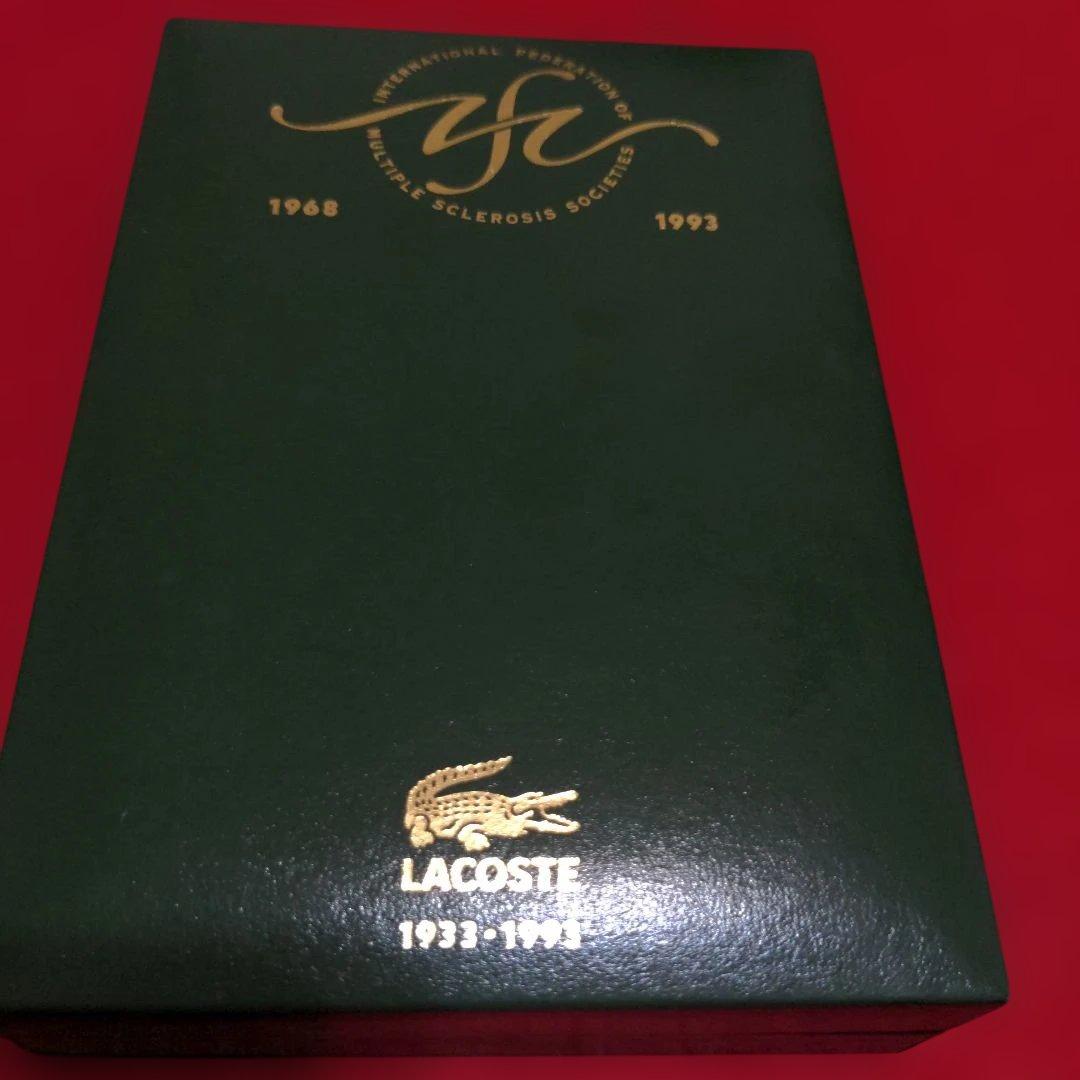 INTERNATIONAL FEDERATION OF
MULTIPLE SCLEROSIS SOCIETIES
1968
1993
LACOSTE
1933·1993